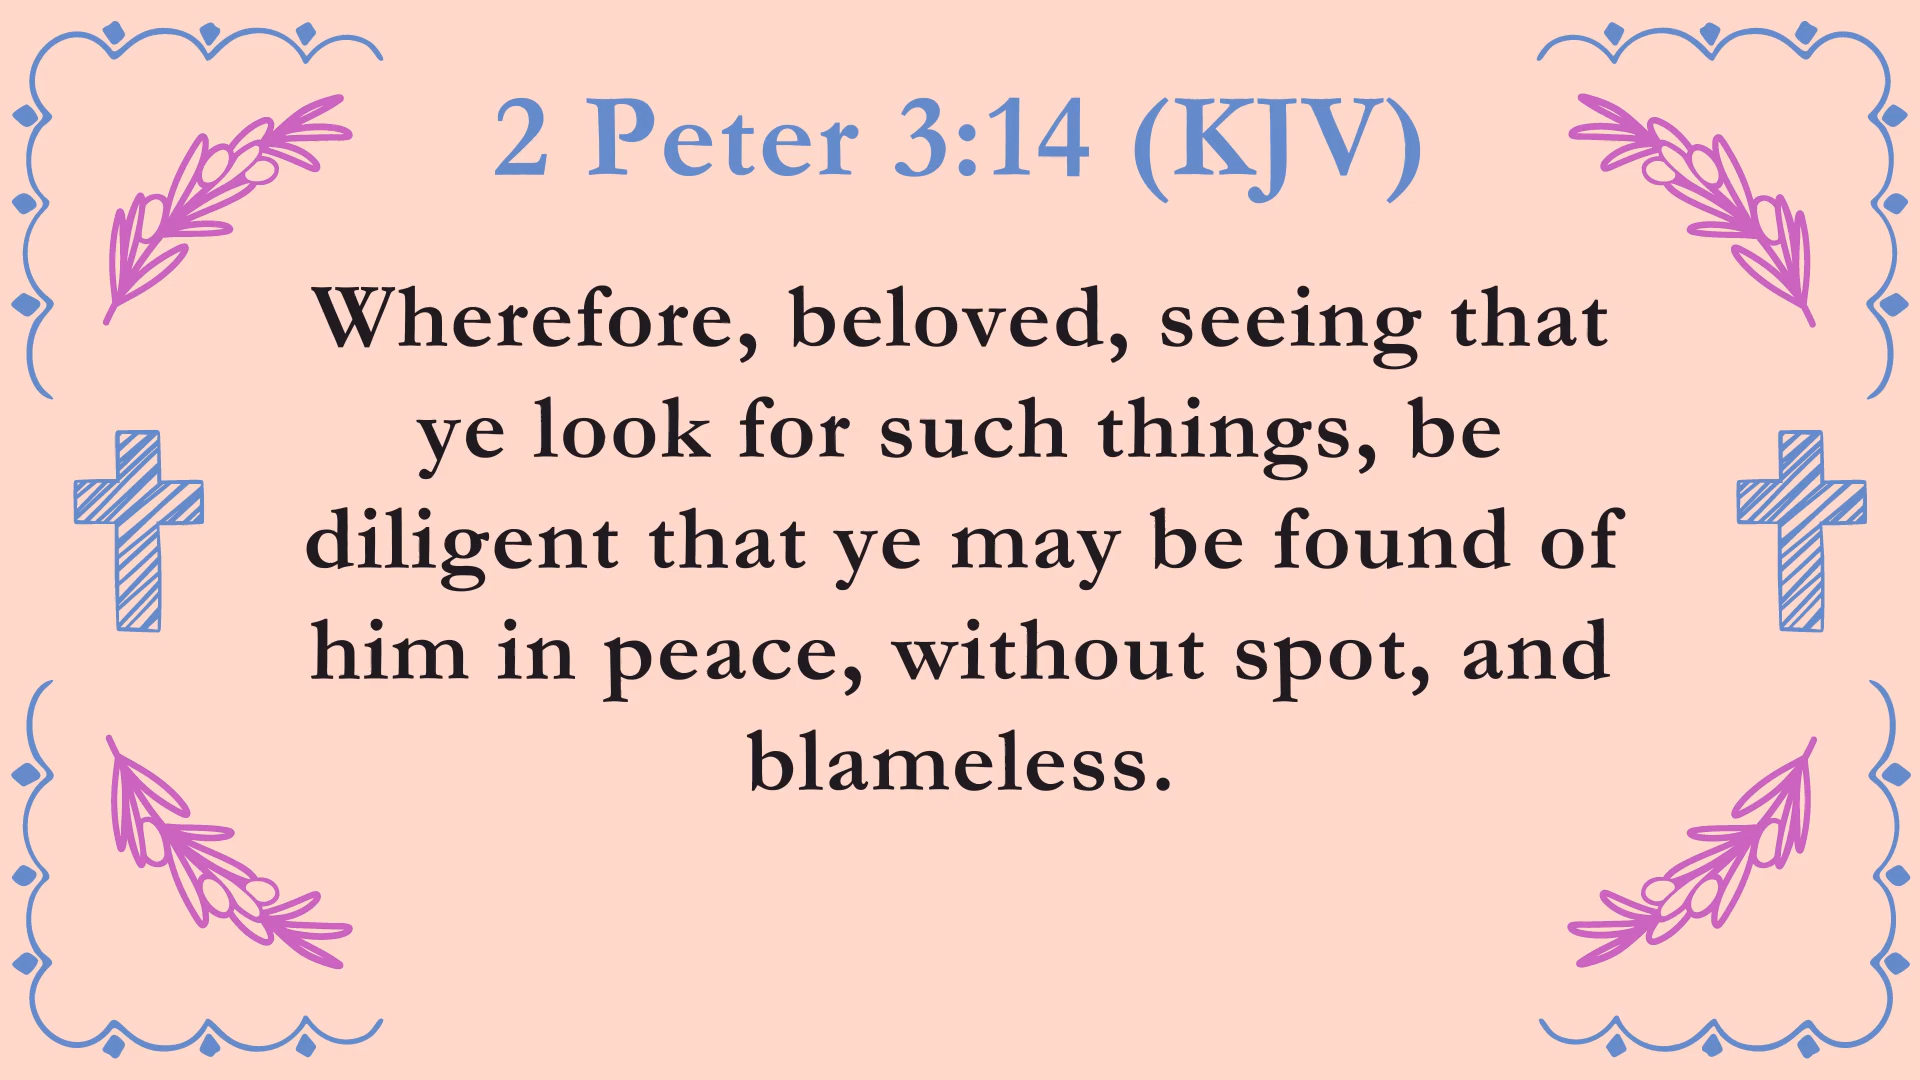 2 Peter 3:14 (KJV)
Wherefore, beloved, seeing that
ye look for such things, be
diligent that ye may be found of
him in peace, without spot, and
blameless.